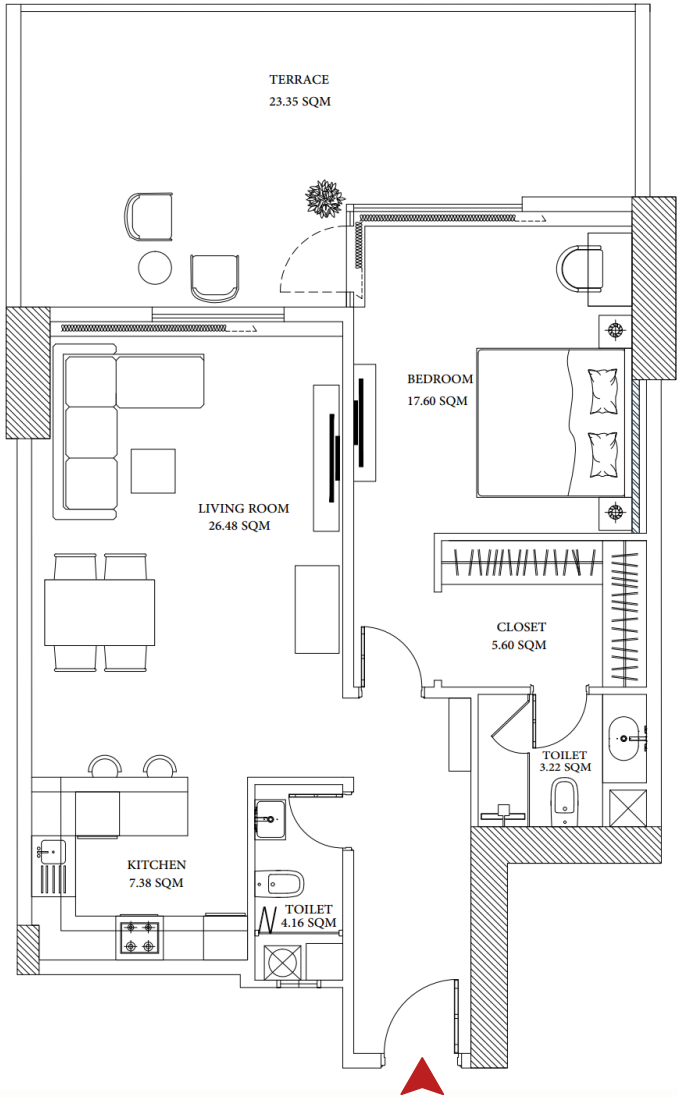 TERRACE
23.35 SQM
BEDROOM
17.60 SQM
LIVING ROOM
26.48 SQM
CLOSET
5.60 SQM
TOILET
3.22 SQM
KITCHEN
7.38 SQM
TOILET
4.16 SQM